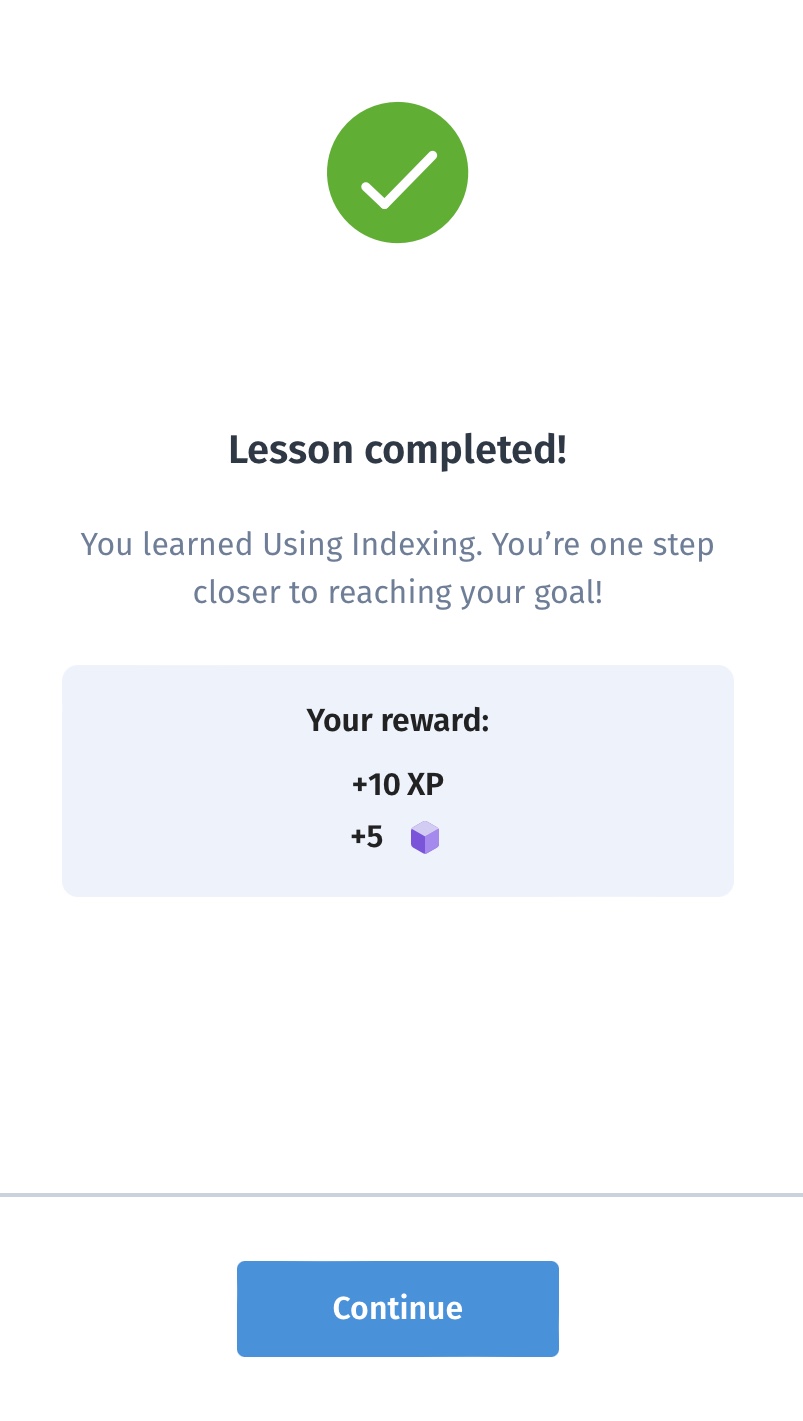 Lesson completed!
You learned Using Indexing. You’re one step
closer to reaching your goal!
Your reward:
+10 XP
+5
Continue